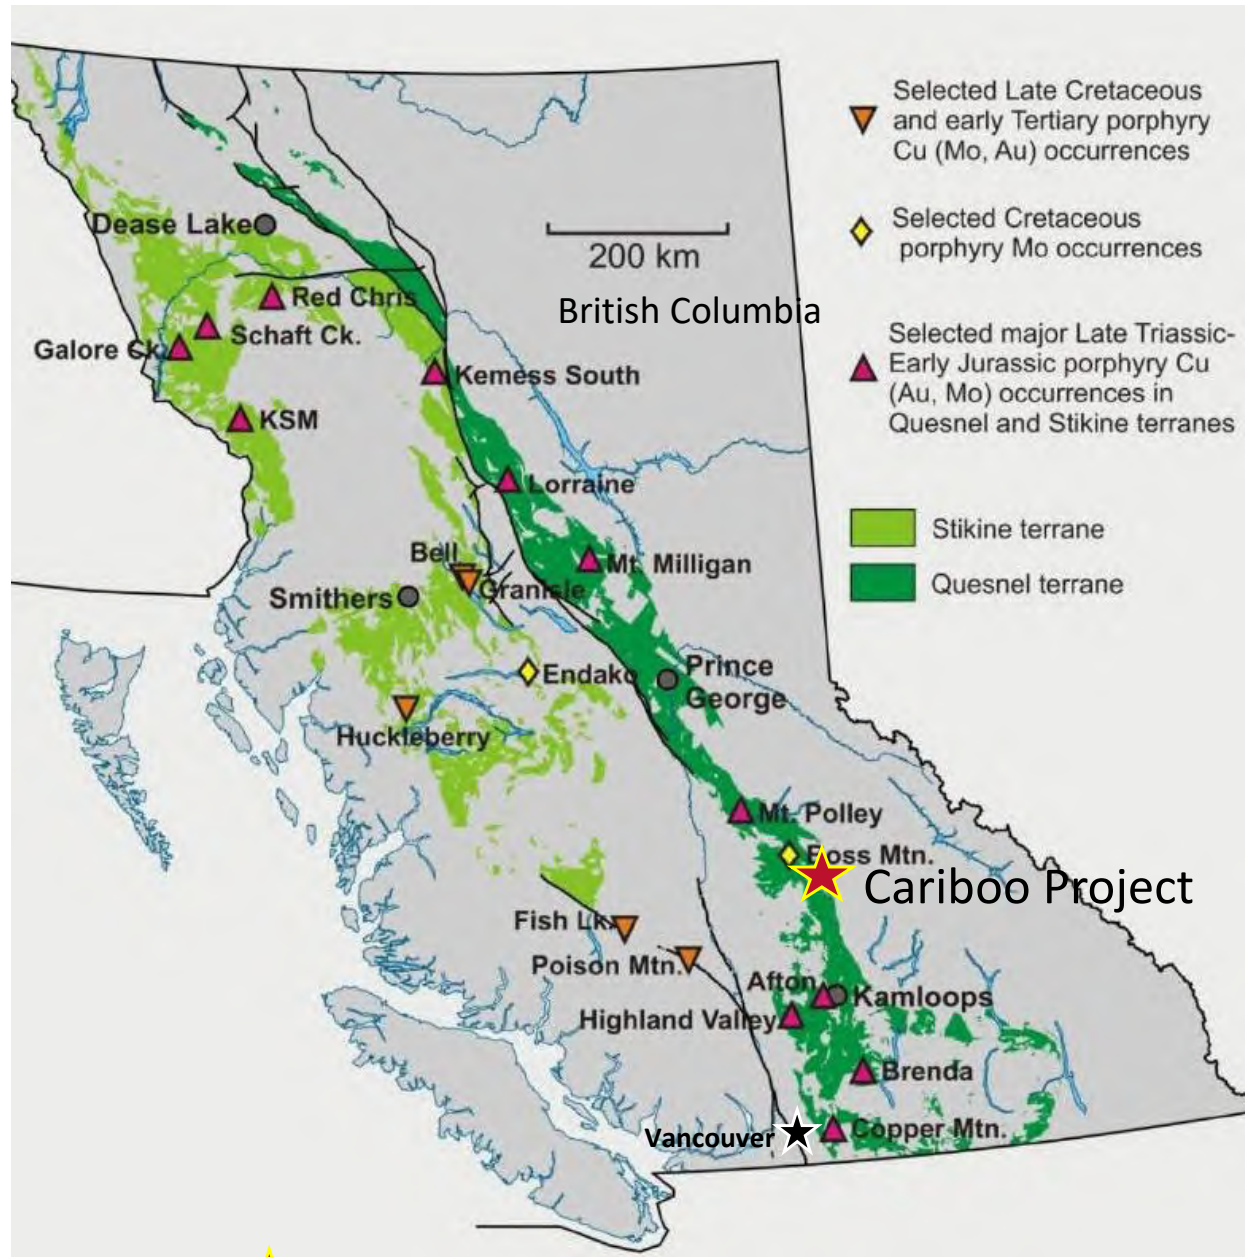 Selected Late Cretaceous
and early Tertiary porphyry
Cu (Mo, Au) occurrences
Dease Lake
Selected Cretaceous
porphyry Mo occurrences
200 km
Red Chris
British Columbia
Schaft Ck.
Galore Ck.
Selected major Late Triassic-
Early Jurassic porphyry Cu
(Au, Mo) occurrences in
Quesnel and Stikine terranes
Kemess South
KSM
Lorraine
Stikine terrane
Bell
Mt. Milligan
Quesnel terrane
Granisle
Smithers
Endako
Prince
George
Huckleberry
Mt. Polley
Boss Mtn.
Cariboo Project
Fish Lk.
Poison Mtn.
Afton
Kamloops
Highland Valley
Brenda
Vancouver
Copper Mtn.